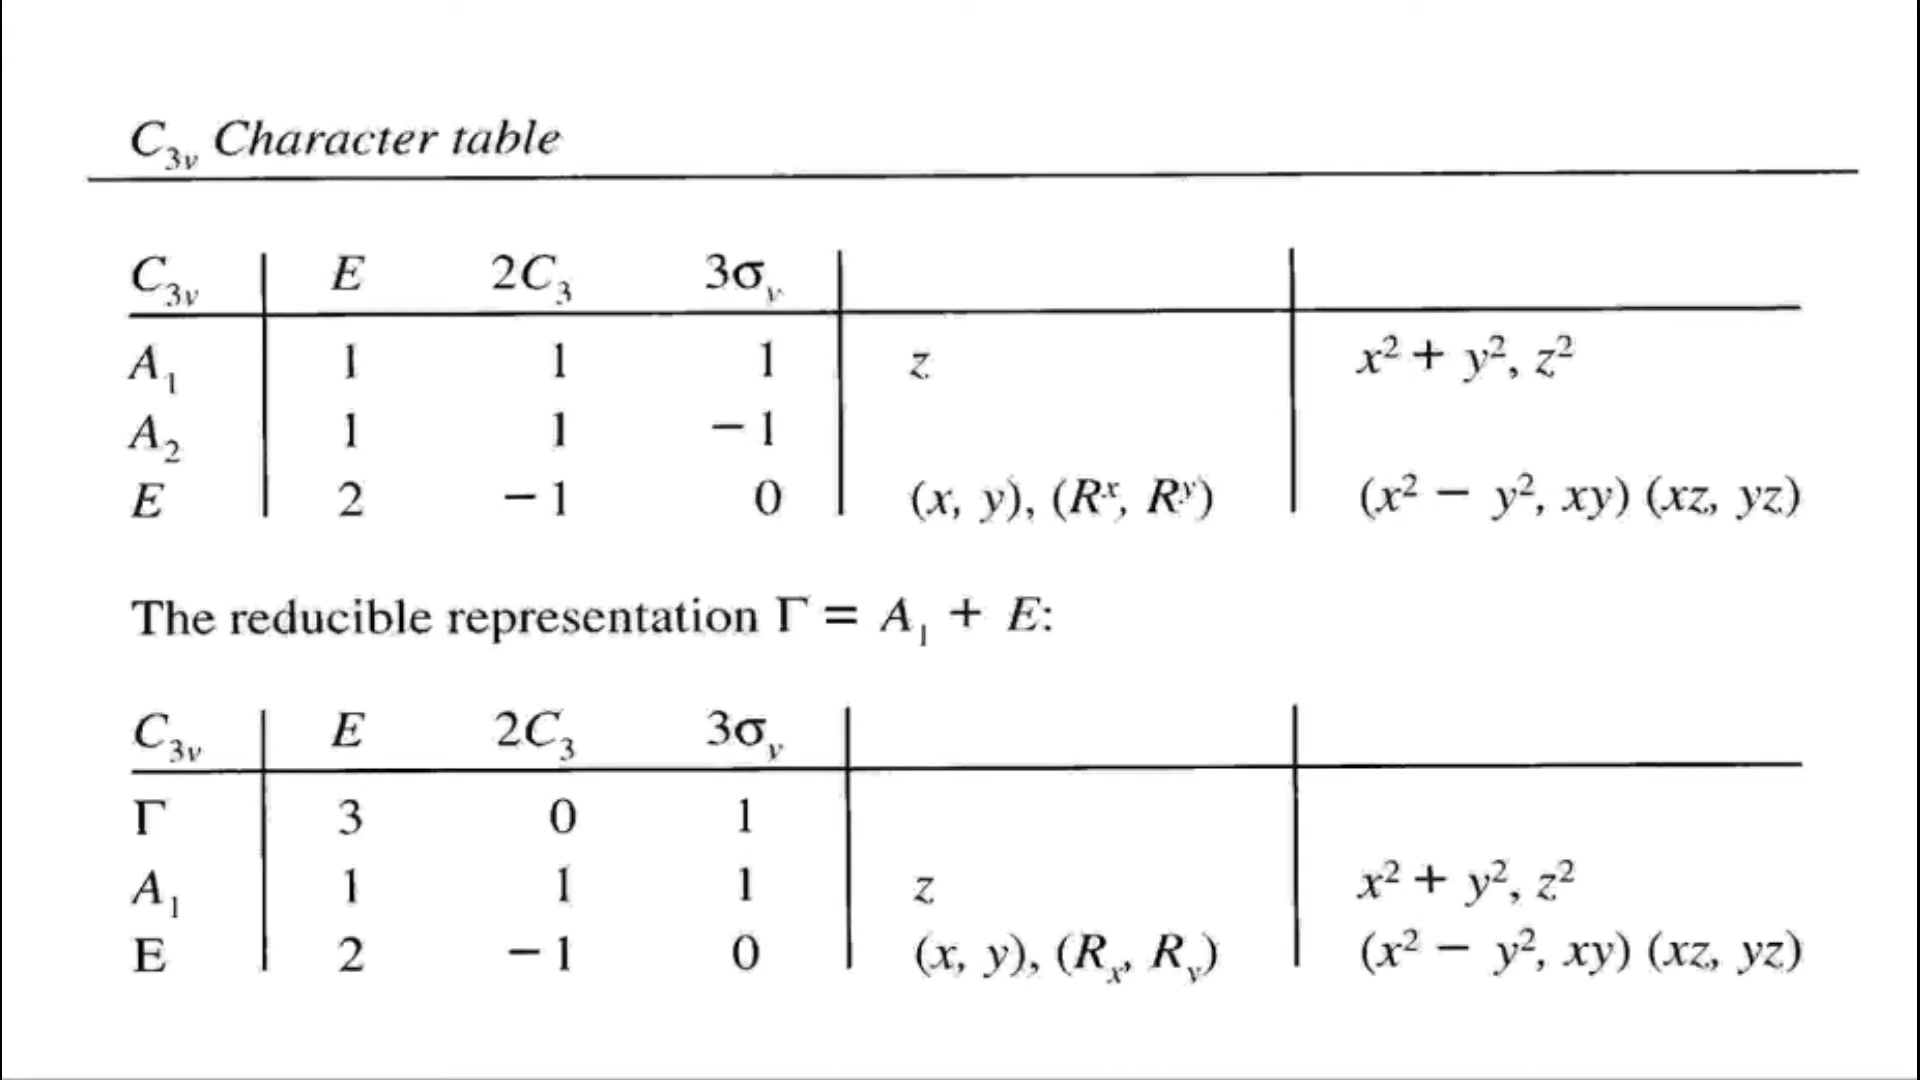 C₃ᵥ Character table
C₃ᵥ E 2C₃ 3σᵥ
A₁ 1 1 1 z x² + y², z²
A₂ 1 1 −1
E 2 −1 0 (x, y), (Rˣ, Rʸ) (x² − y², xy) (xz, yz)
The reducible representation Γ = A₁ + E:
C₃ᵥ E 2C₃ 3σᵥ
Γ 3 0 1
A₁ 1 1 1 z x² + y², z²
E 2 −1 0 (x, y), (Rₓ, R_y) (x² − y², xy) (xz, yz)